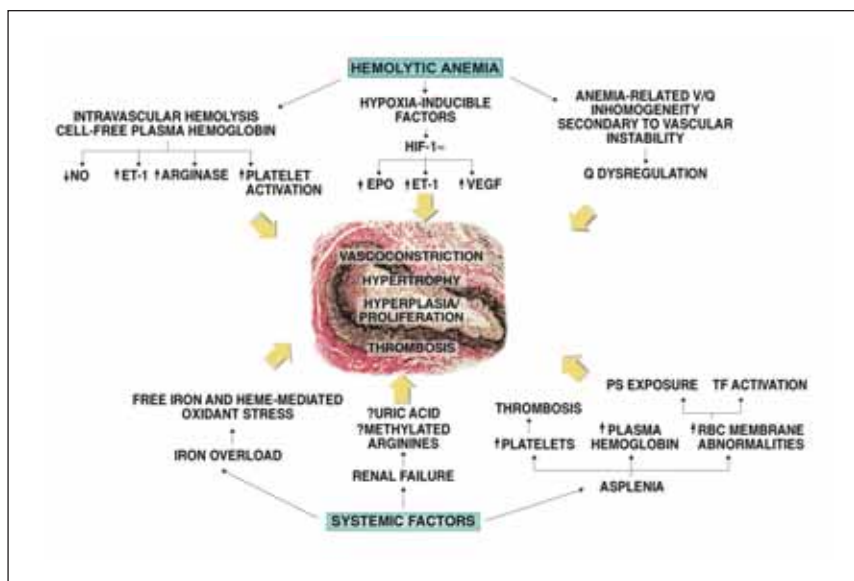 HEMOLYTIC ANEMIA
INTRAVASCULAR HEMOLYSIS
CELL-FREE PLASMA HEMOGLOBIN
↓NO ↑ET-1 ↑ARGINASE ↑PLATELET
ACTIVATION
HYPOXIA-INDUCIBLE
FACTORS
HIF-1∝
↑EPO ↑ET-1 ↑VEGF
ANEMIA-RELATED V/Q
INHOMOGENEITY
SECONDARY TO VASCULAR
INSTABILITY
Q DYSREGULATION
VASCOCONSTRICTION
HYPERTROPHY
HYPERPLASIA/
PROLIFERATION
THROMBOSIS
FREE IRON AND HEME-MEDIATED
OXIDANT STRESS
IRON OVERLOAD
?URIC ACID
?METHYLATED
ARGININES
RENAL FAILURE
PS EXPOSURE TF ACTIVATION
THROMBOSIS
↑PLATELETS
↑PLASMA
HEMOGLOBIN
↑RBC MEMBRANE
ABNORMALITIES
ASPLENIA
SYSTEMIC FACTORS